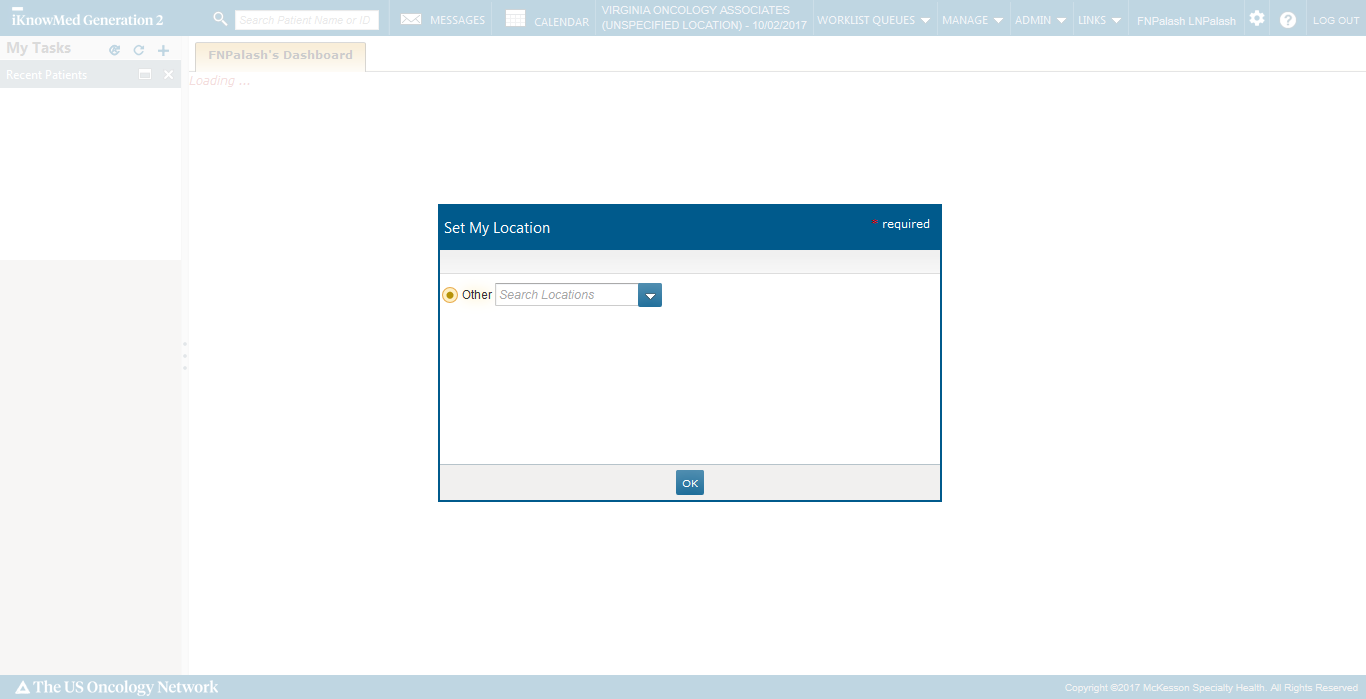 iKnowMed Generation 2
Search Patient Name or ID
MESSAGES
CALENDAR
VIRGINIA ONCOLOGY ASSOCIATES
(UNSPECIFIED LOCATION) - 10/02/2017
WORKLIST QUEUES
MANAGE
ADMIN
LINKS
FNPalash LNPalash
LOG OUT
My Tasks
FNPalash's Dashboard
Recent Patients
Loading ...
Set My Location
* required
Other
Search Locations
OK
The US Oncology Network
Copyright ©2017 McKesson Specialty Health. All Rights Reserved